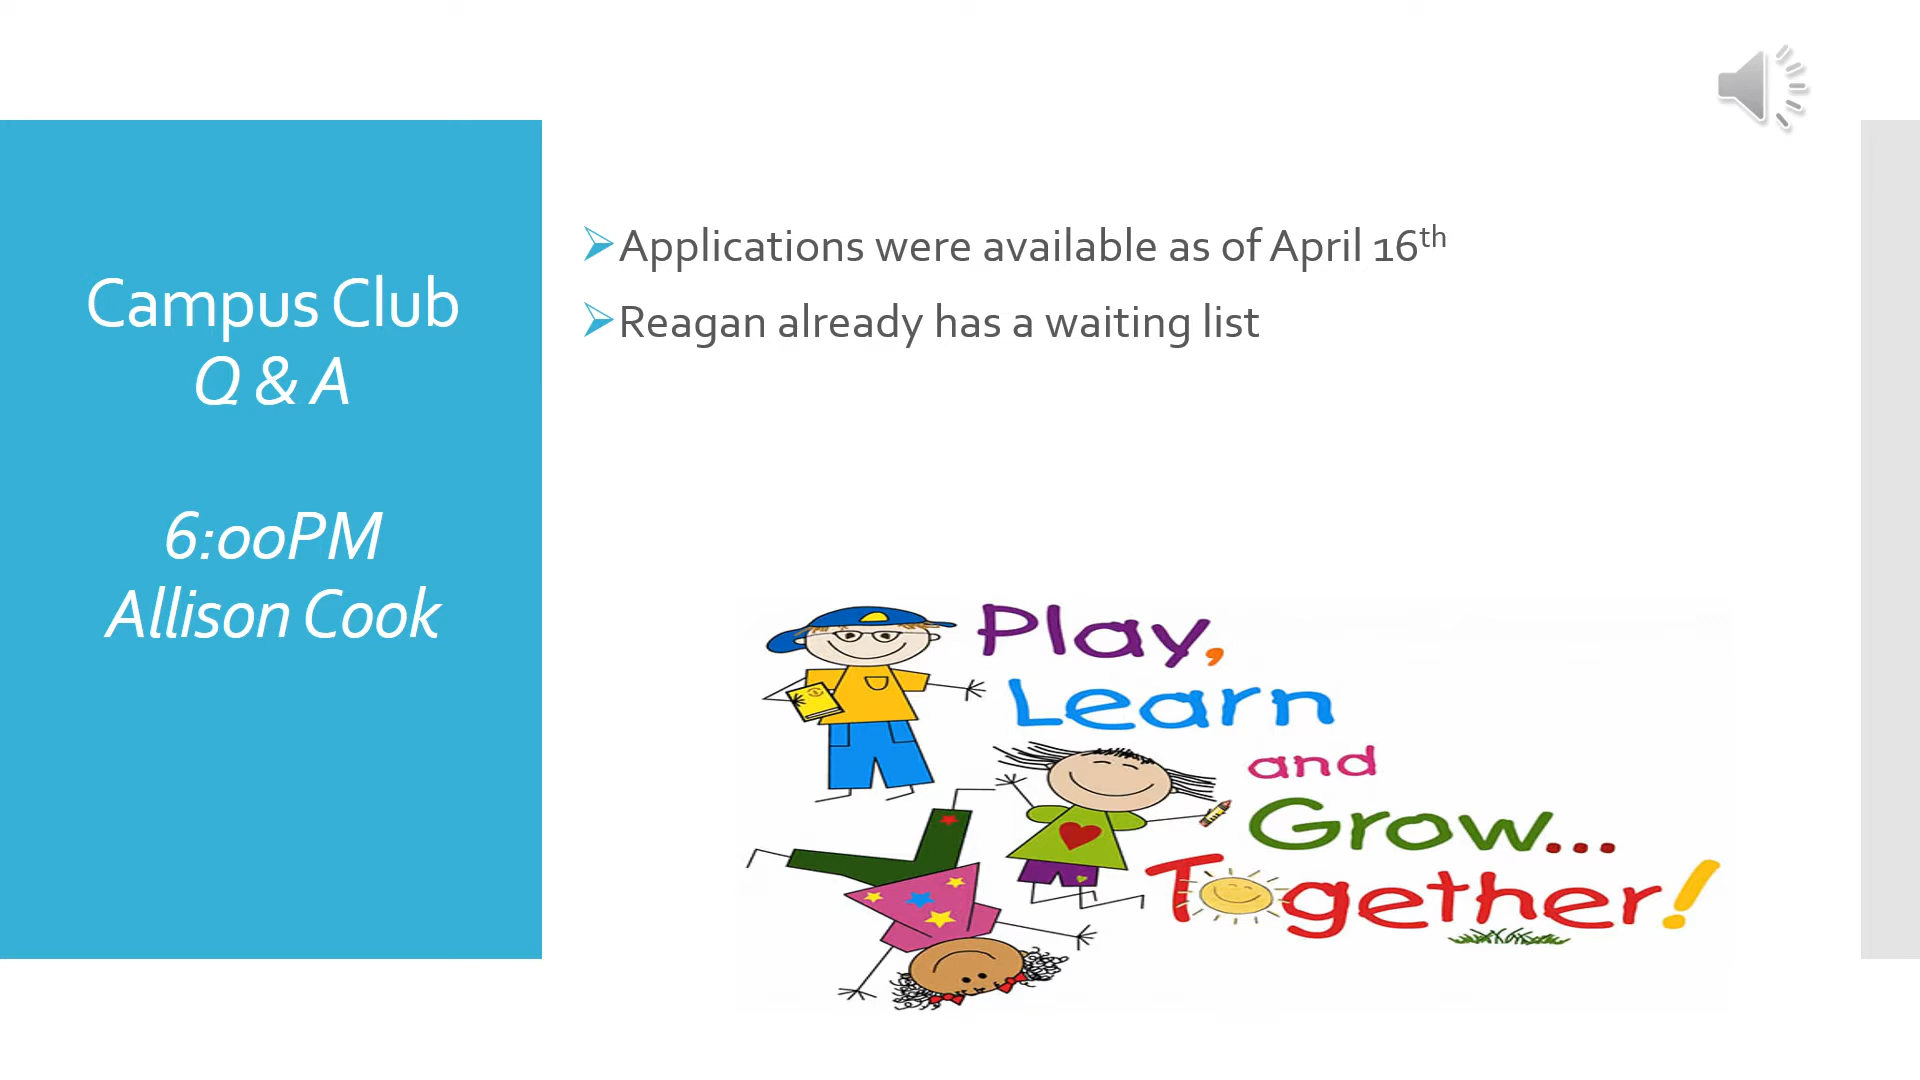 Campus Club
Q & A
6:00PM
Allison Cook
Applications were available as of April 16th
Reagan already has a waiting list
Play,
Learn
and
Grow...
Together!